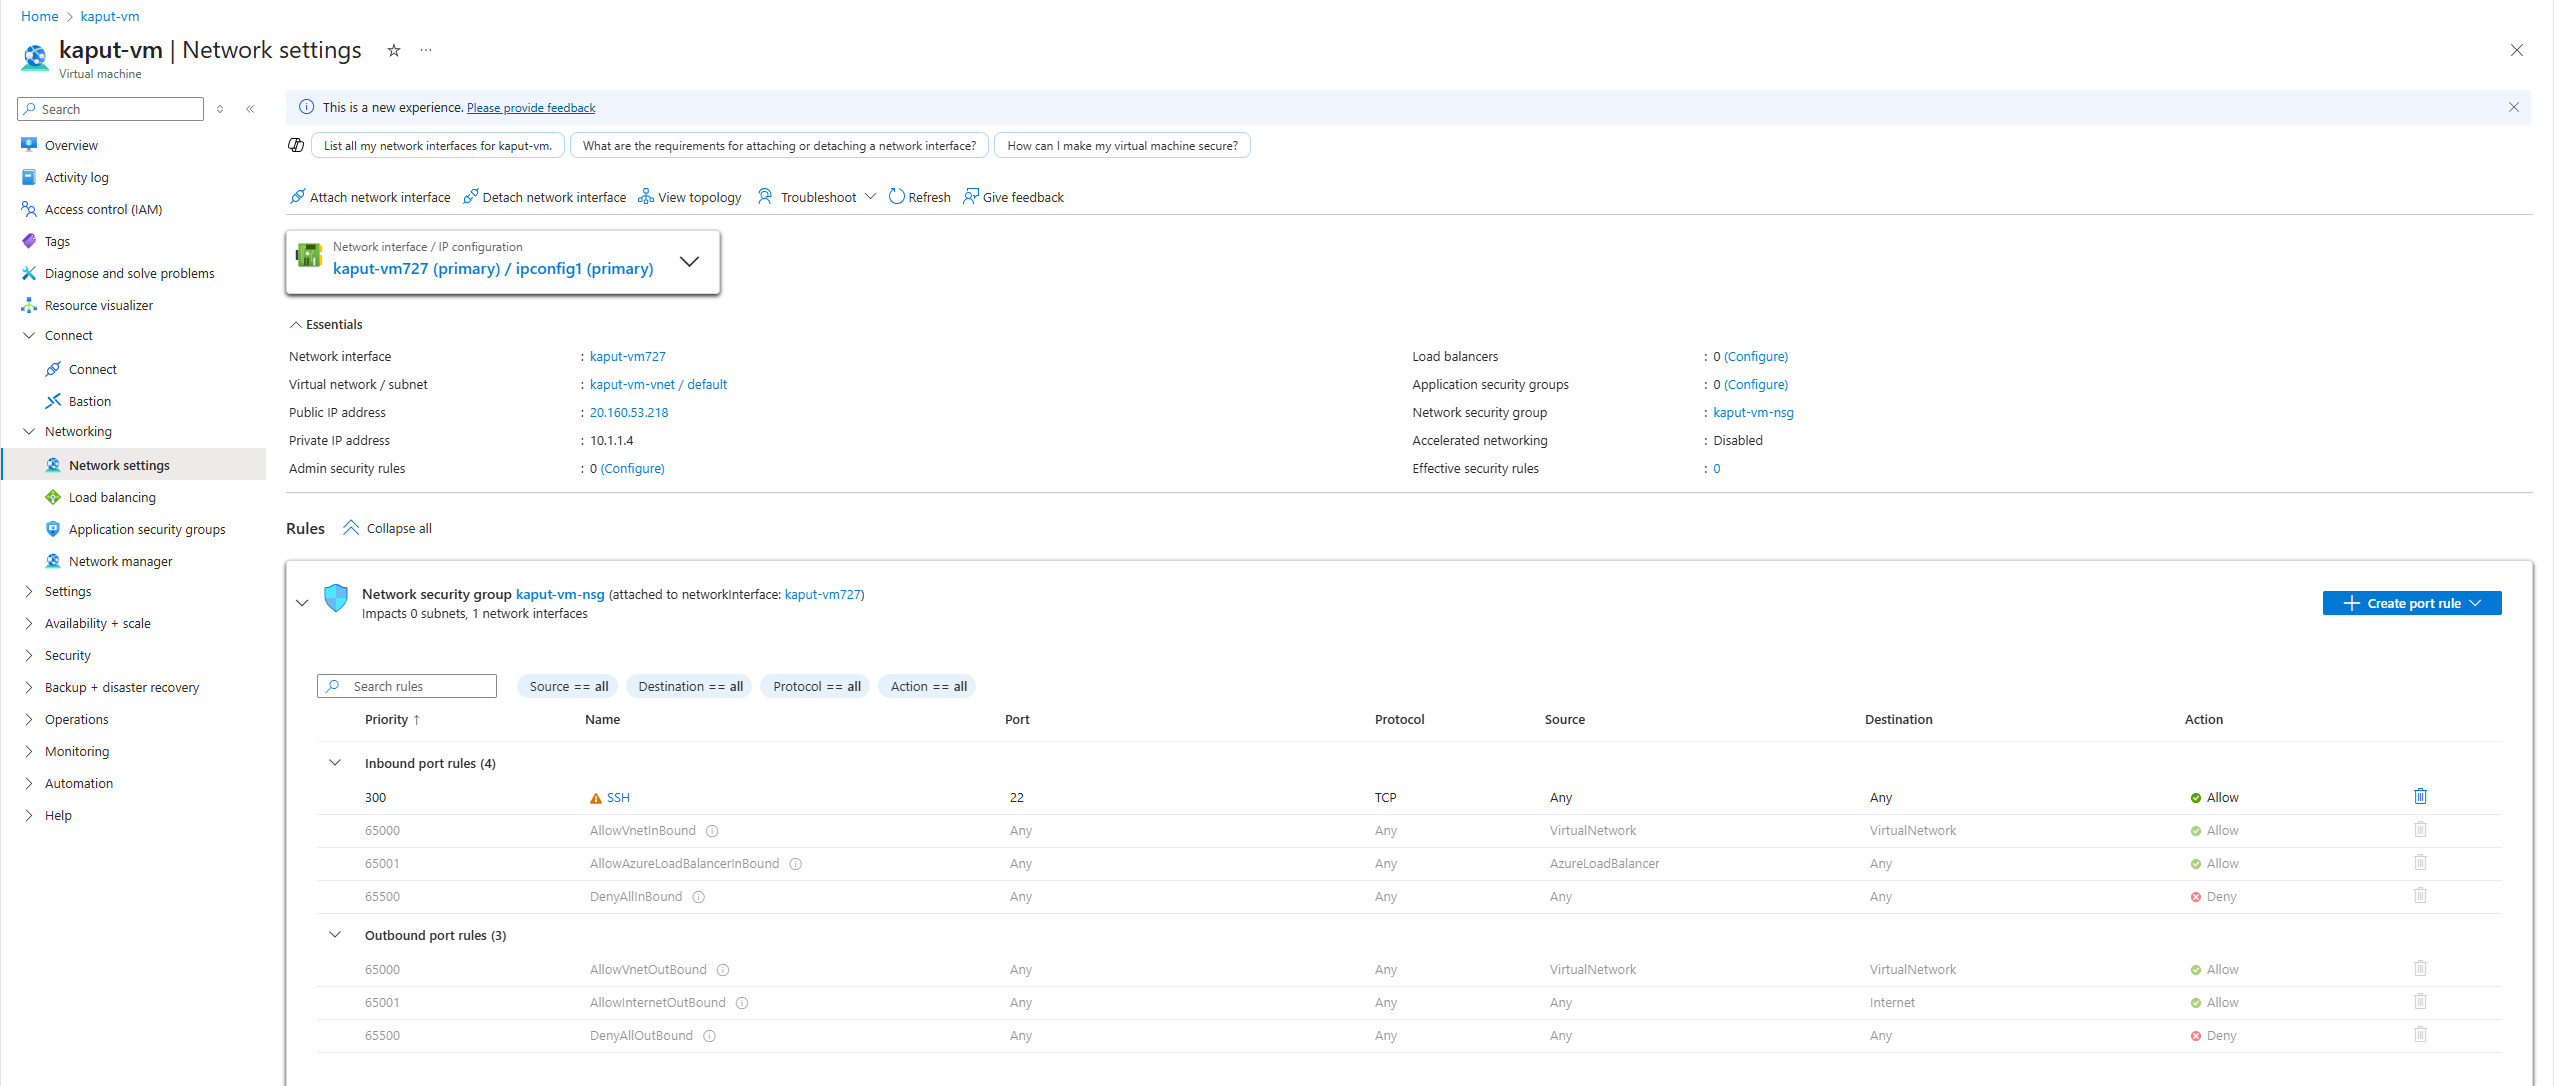 Home > kaput-vm
kaput-vm | Network settings
Virtual machine
Search
Overview
Activity log
Access control (IAM)
Tags
Diagnose and solve problems
Resource visualizer
Connect
Connect
Bastion
Networking
Network settings
Load balancing
Application security groups
Network manager
Settings
Availability + scale
Security
Backup + disaster recovery
Operations
Monitoring
Automation
Help
This is a new experience. Please provide feedback
List all my network interfaces for kaput-vm. What are the requirements for attaching or detaching a network interface? How can I make my virtual machine secure?
Attach network interface Detach network interface View topology Troubleshoot Refresh Give feedback
Network interface / IP configuration
kaput-vm727 (primary) / ipconfig1 (primary)
Essentials
Network interface : kaput-vm727
Virtual network / subnet : kaput-vm-vnet / default
Public IP address : 20.160.53.218
Private IP address : 10.1.1.4
Admin security rules : 0 (Configure)
Load balancers : 0 (Configure)
Application security groups : 0 (Configure)
Network security group : kaput-vm-nsg
Accelerated networking : Disabled
Effective security rules : 0
Rules Collapse all
Network security group kaput-vm-nsg (attached to networkInterface: kaput-vm727)
Impacts 0 subnets, 1 network interfaces
Create port rule
Search rules Source == all Destination == all Protocol == all Action == all
Priority ↑ Name Port Protocol Source Destination Action
Inbound port rules (4)
300 SSH 22 TCP Any Any Allow
65000 AllowVnetInBound Any Any VirtualNetwork VirtualNetwork Allow
65001 AllowAzureLoadBalancerInBound Any Any AzureLoadBalancer Any Allow
65500 DenyAllInBound Any Any Any Any Deny
Outbound port rules (3)
65000 AllowVnetOutBound Any Any VirtualNetwork VirtualNetwork Allow
65001 AllowInternetOutBound Any Any Any Internet Allow
65500 DenyAllOutBound Any Any Any Any Deny